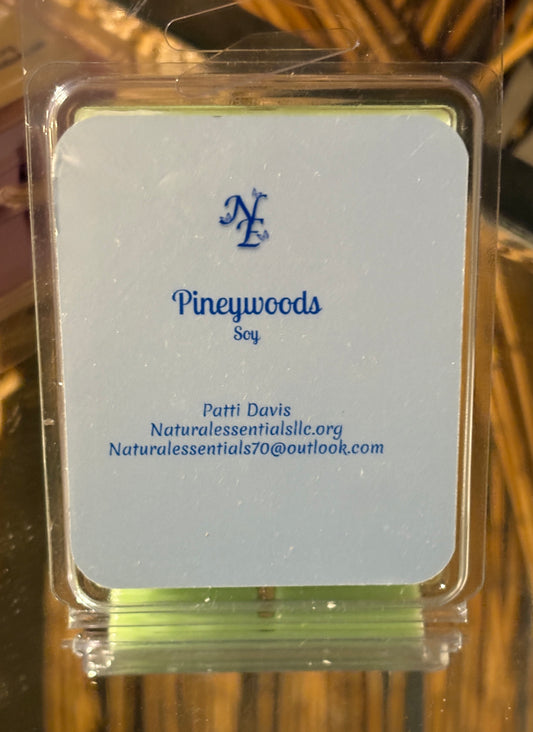 NE
Pineywoods
Soy
Patti Davis
Naturalessentialsllc.org
Naturalessentials70@outlook.com